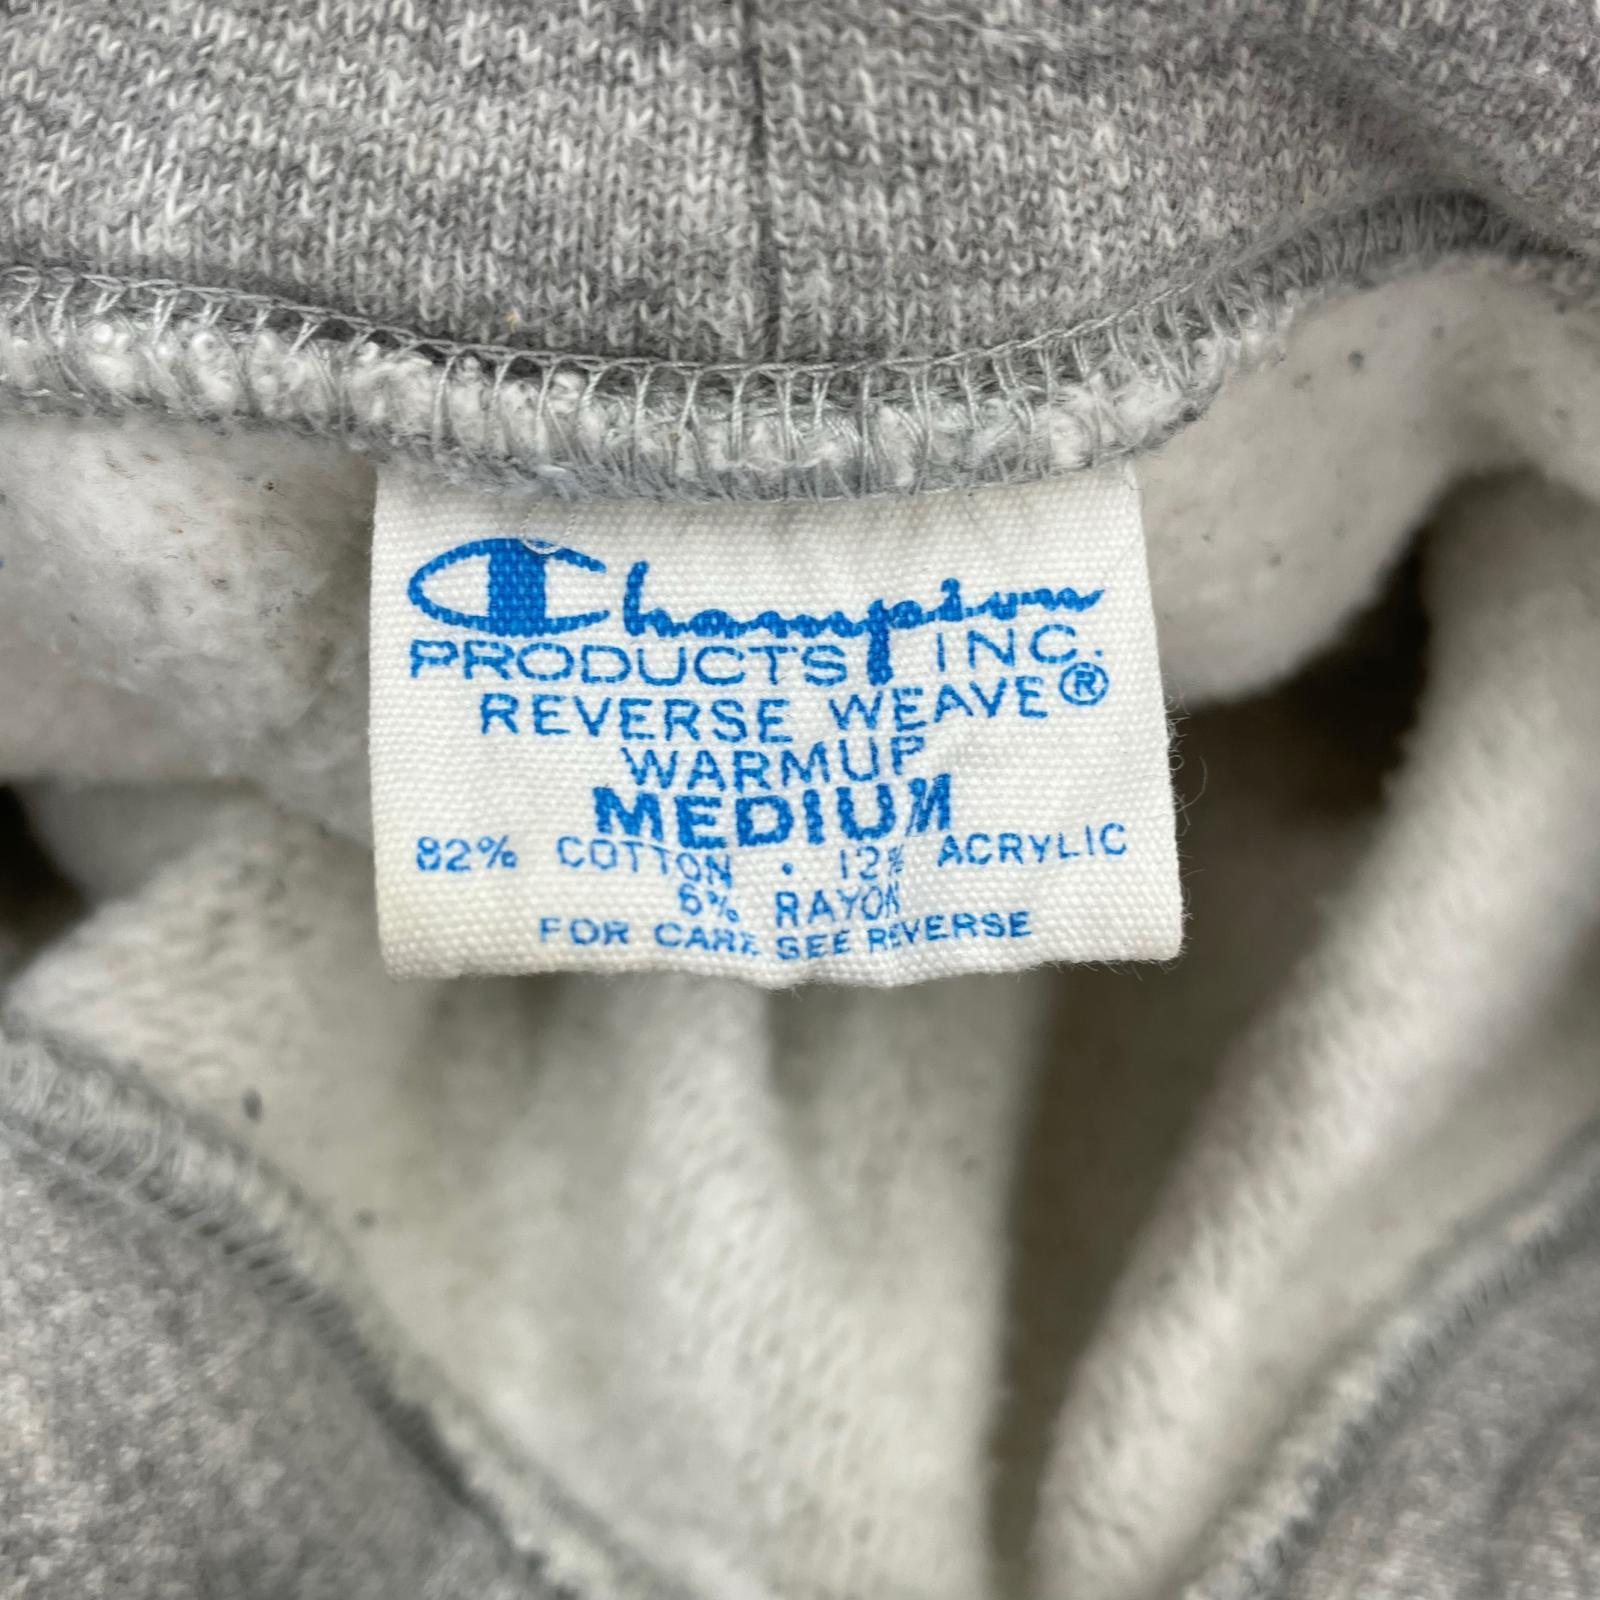 Champion
PRODUCTS INC.
REVERSE WEAVE®
WARMUP
MEDIUM
82% COTTON · 12% ACRYLIC
6% RAYON
FOR CARE SEE REVERSE